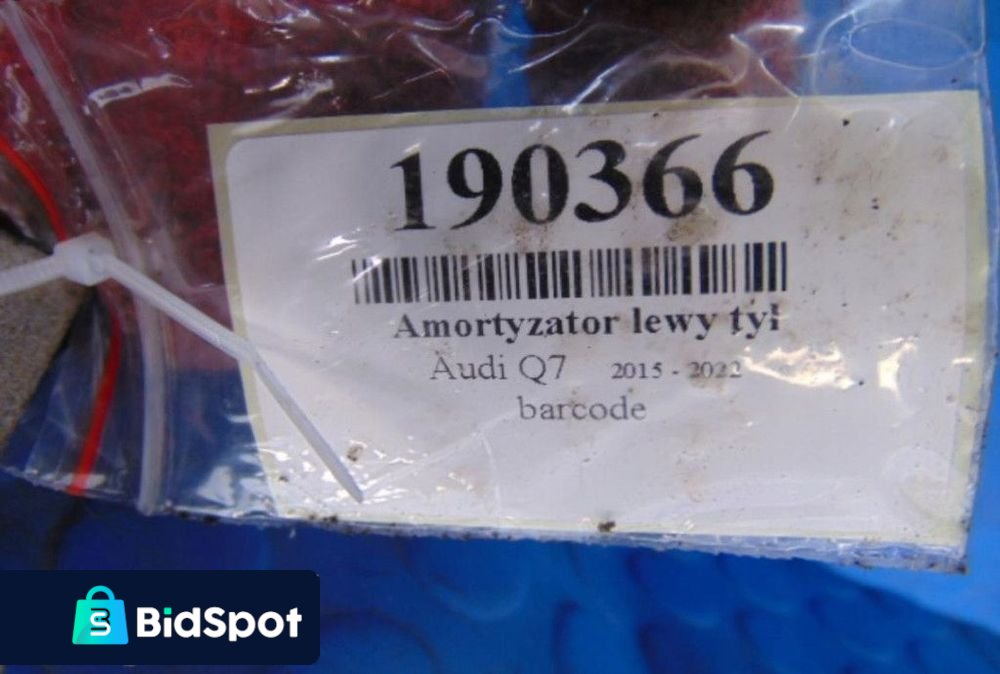 190366
Amortyzator lewy tył
Audi Q7 2015 - 2022
barcode
BidSpot